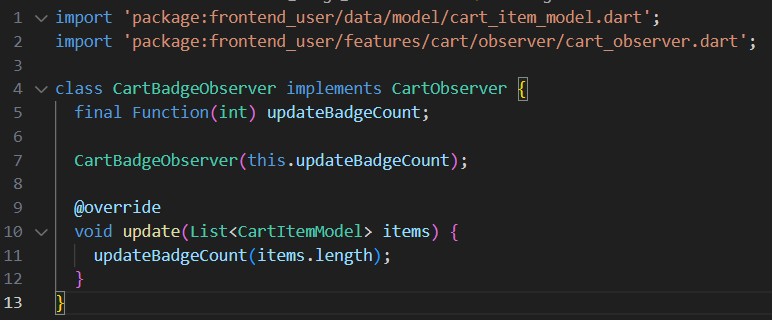 1 import 'package:frontend_user/data/model/cart_item_model.dart';
2 import 'package:frontend_user/features/cart/observer/cart_observer.dart';
3
4 class CartBadgeObserver implements CartObserver {
5   final Function(int) updateBadgeCount;
6
7   CartBadgeObserver(this.updateBadgeCount);
8
9   @override
10   void update(List<CartItemModel> items) {
11     updateBadgeCount(items.length);
12   }
13 }